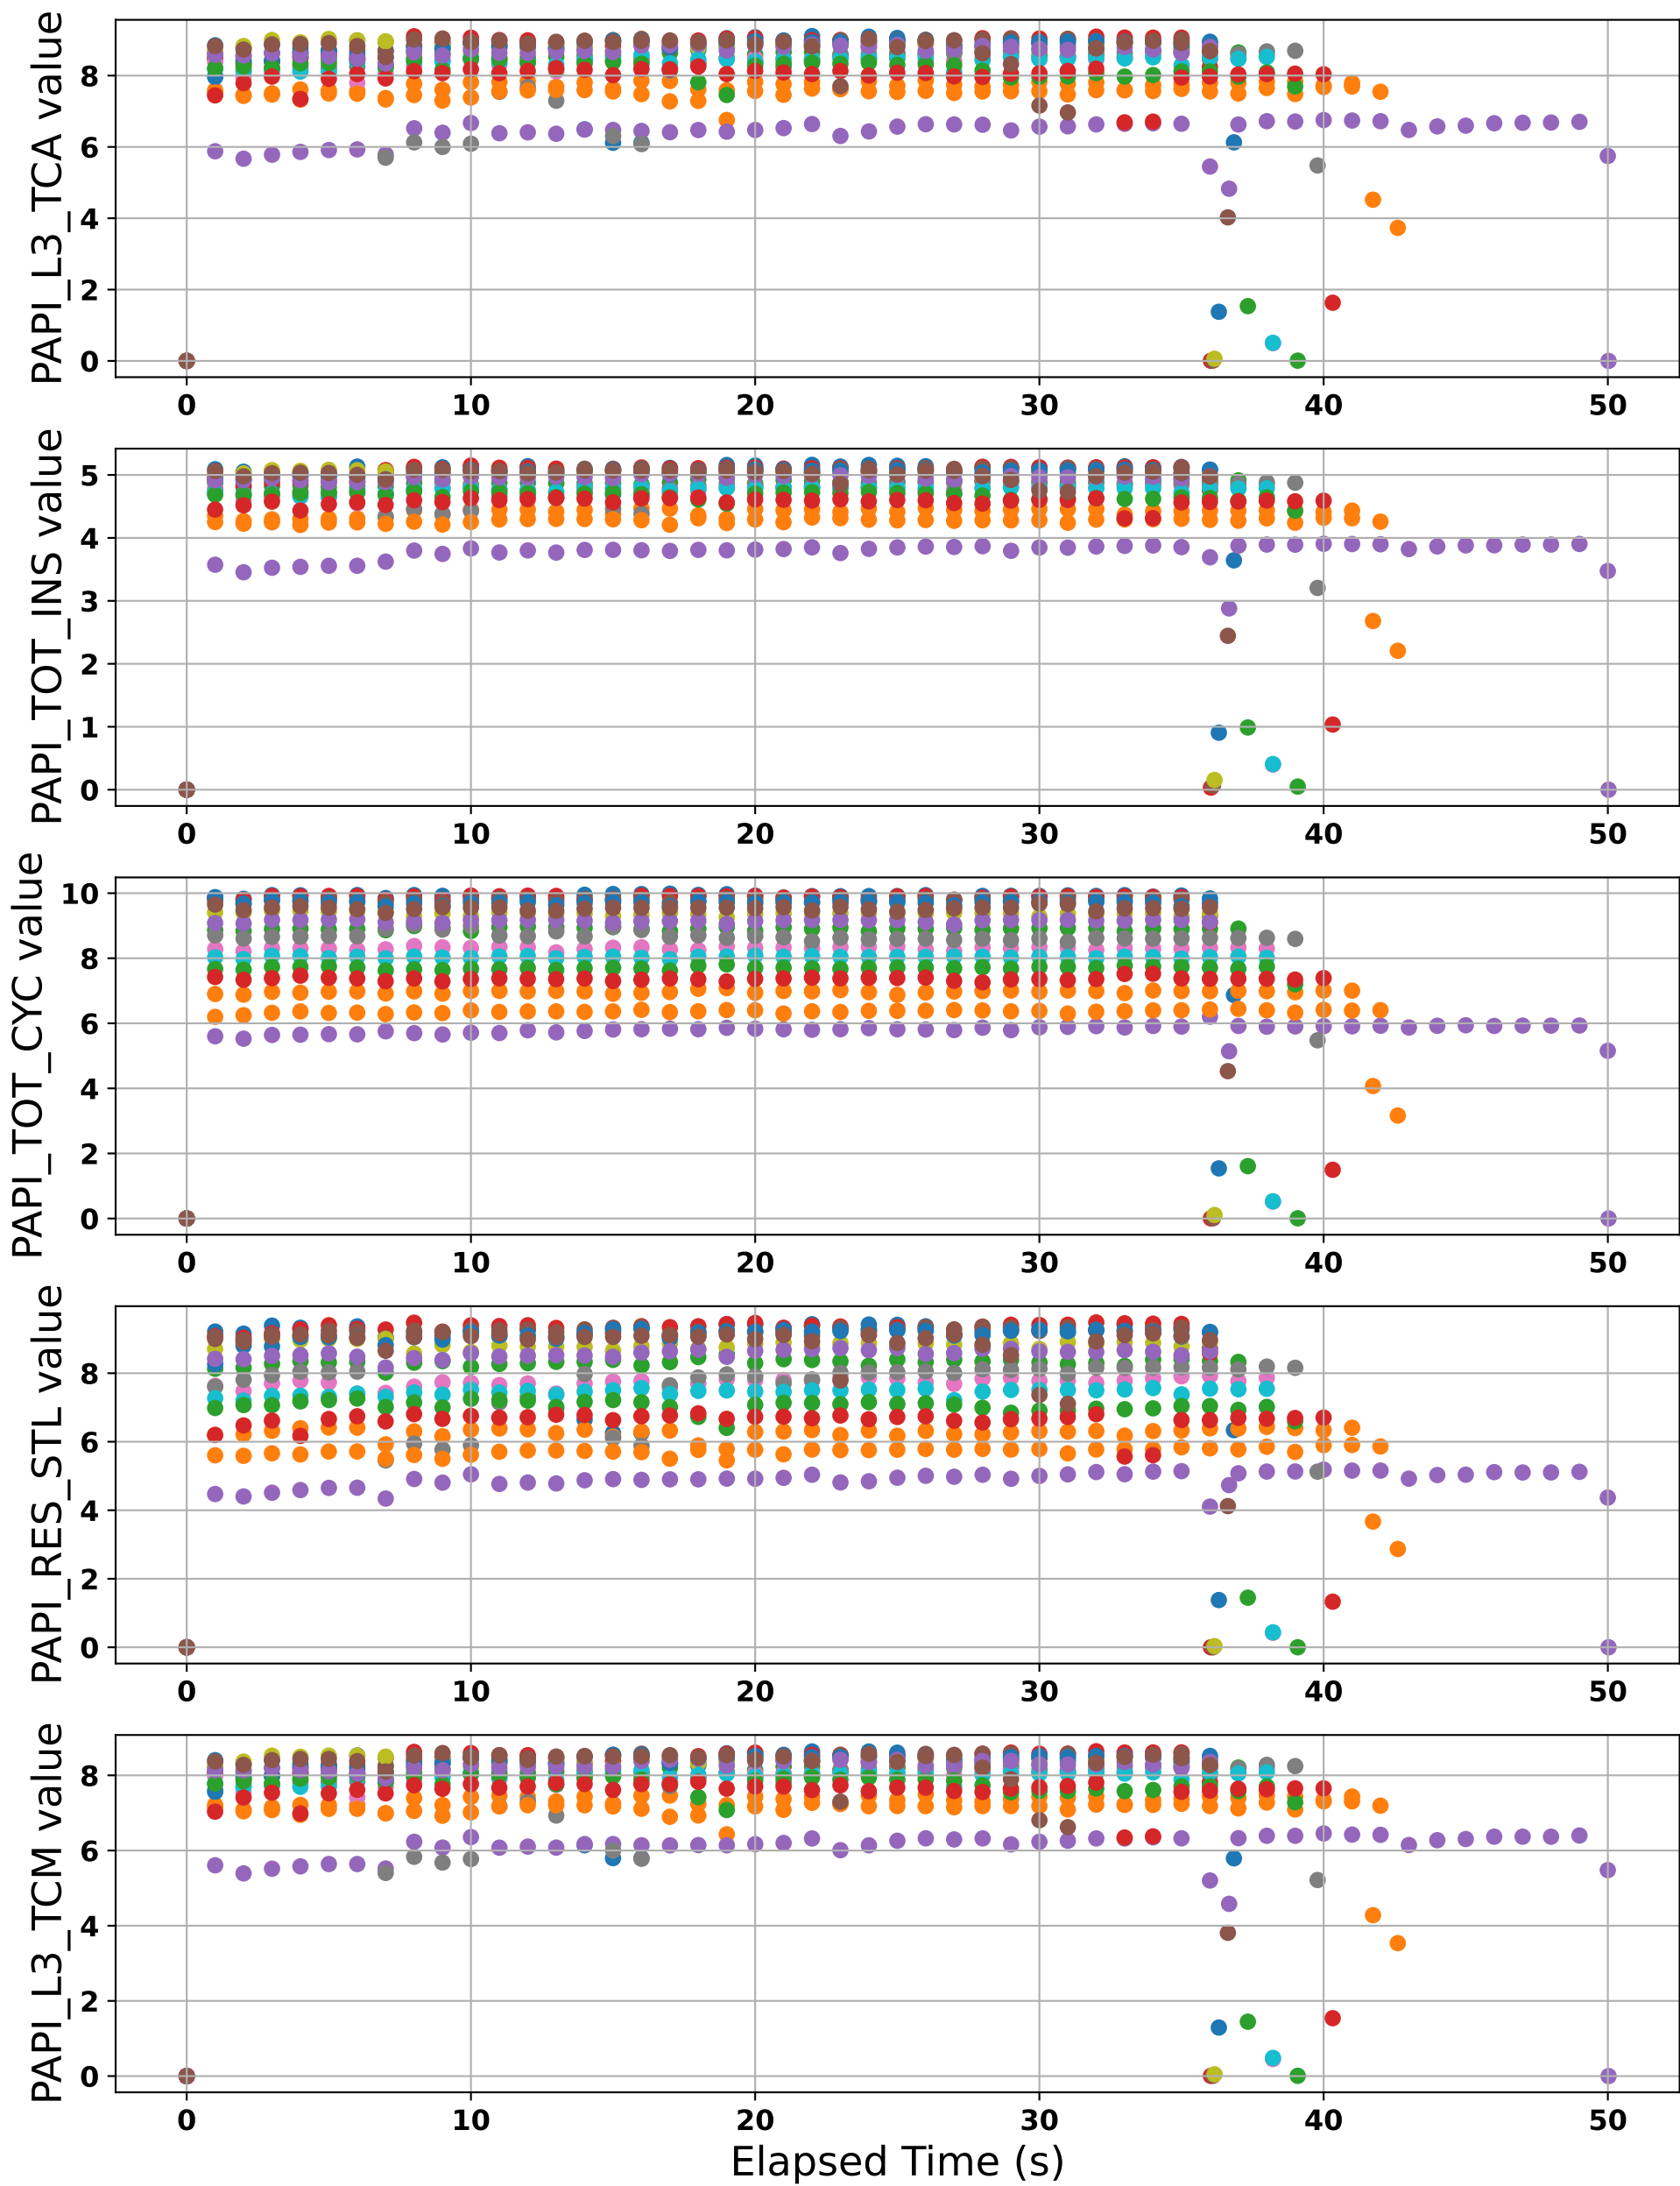 PAPI_L3_TCA value
8
6
4
2
0
0 10 20 30 40 50
PAPI_TOT_INS value
5
4
3
2
1
0
0 10 20 30 40 50
PAPI_TOT_CYC value
10
8
6
4
2
0
0 10 20 30 40 50
PAPI_RES_STL value
8
6
4
2
0
0 10 20 30 40 50
PAPI_L3_TCM value
8
6
4
2
0
0 10 20 30 40 50
Elapsed Time (s)